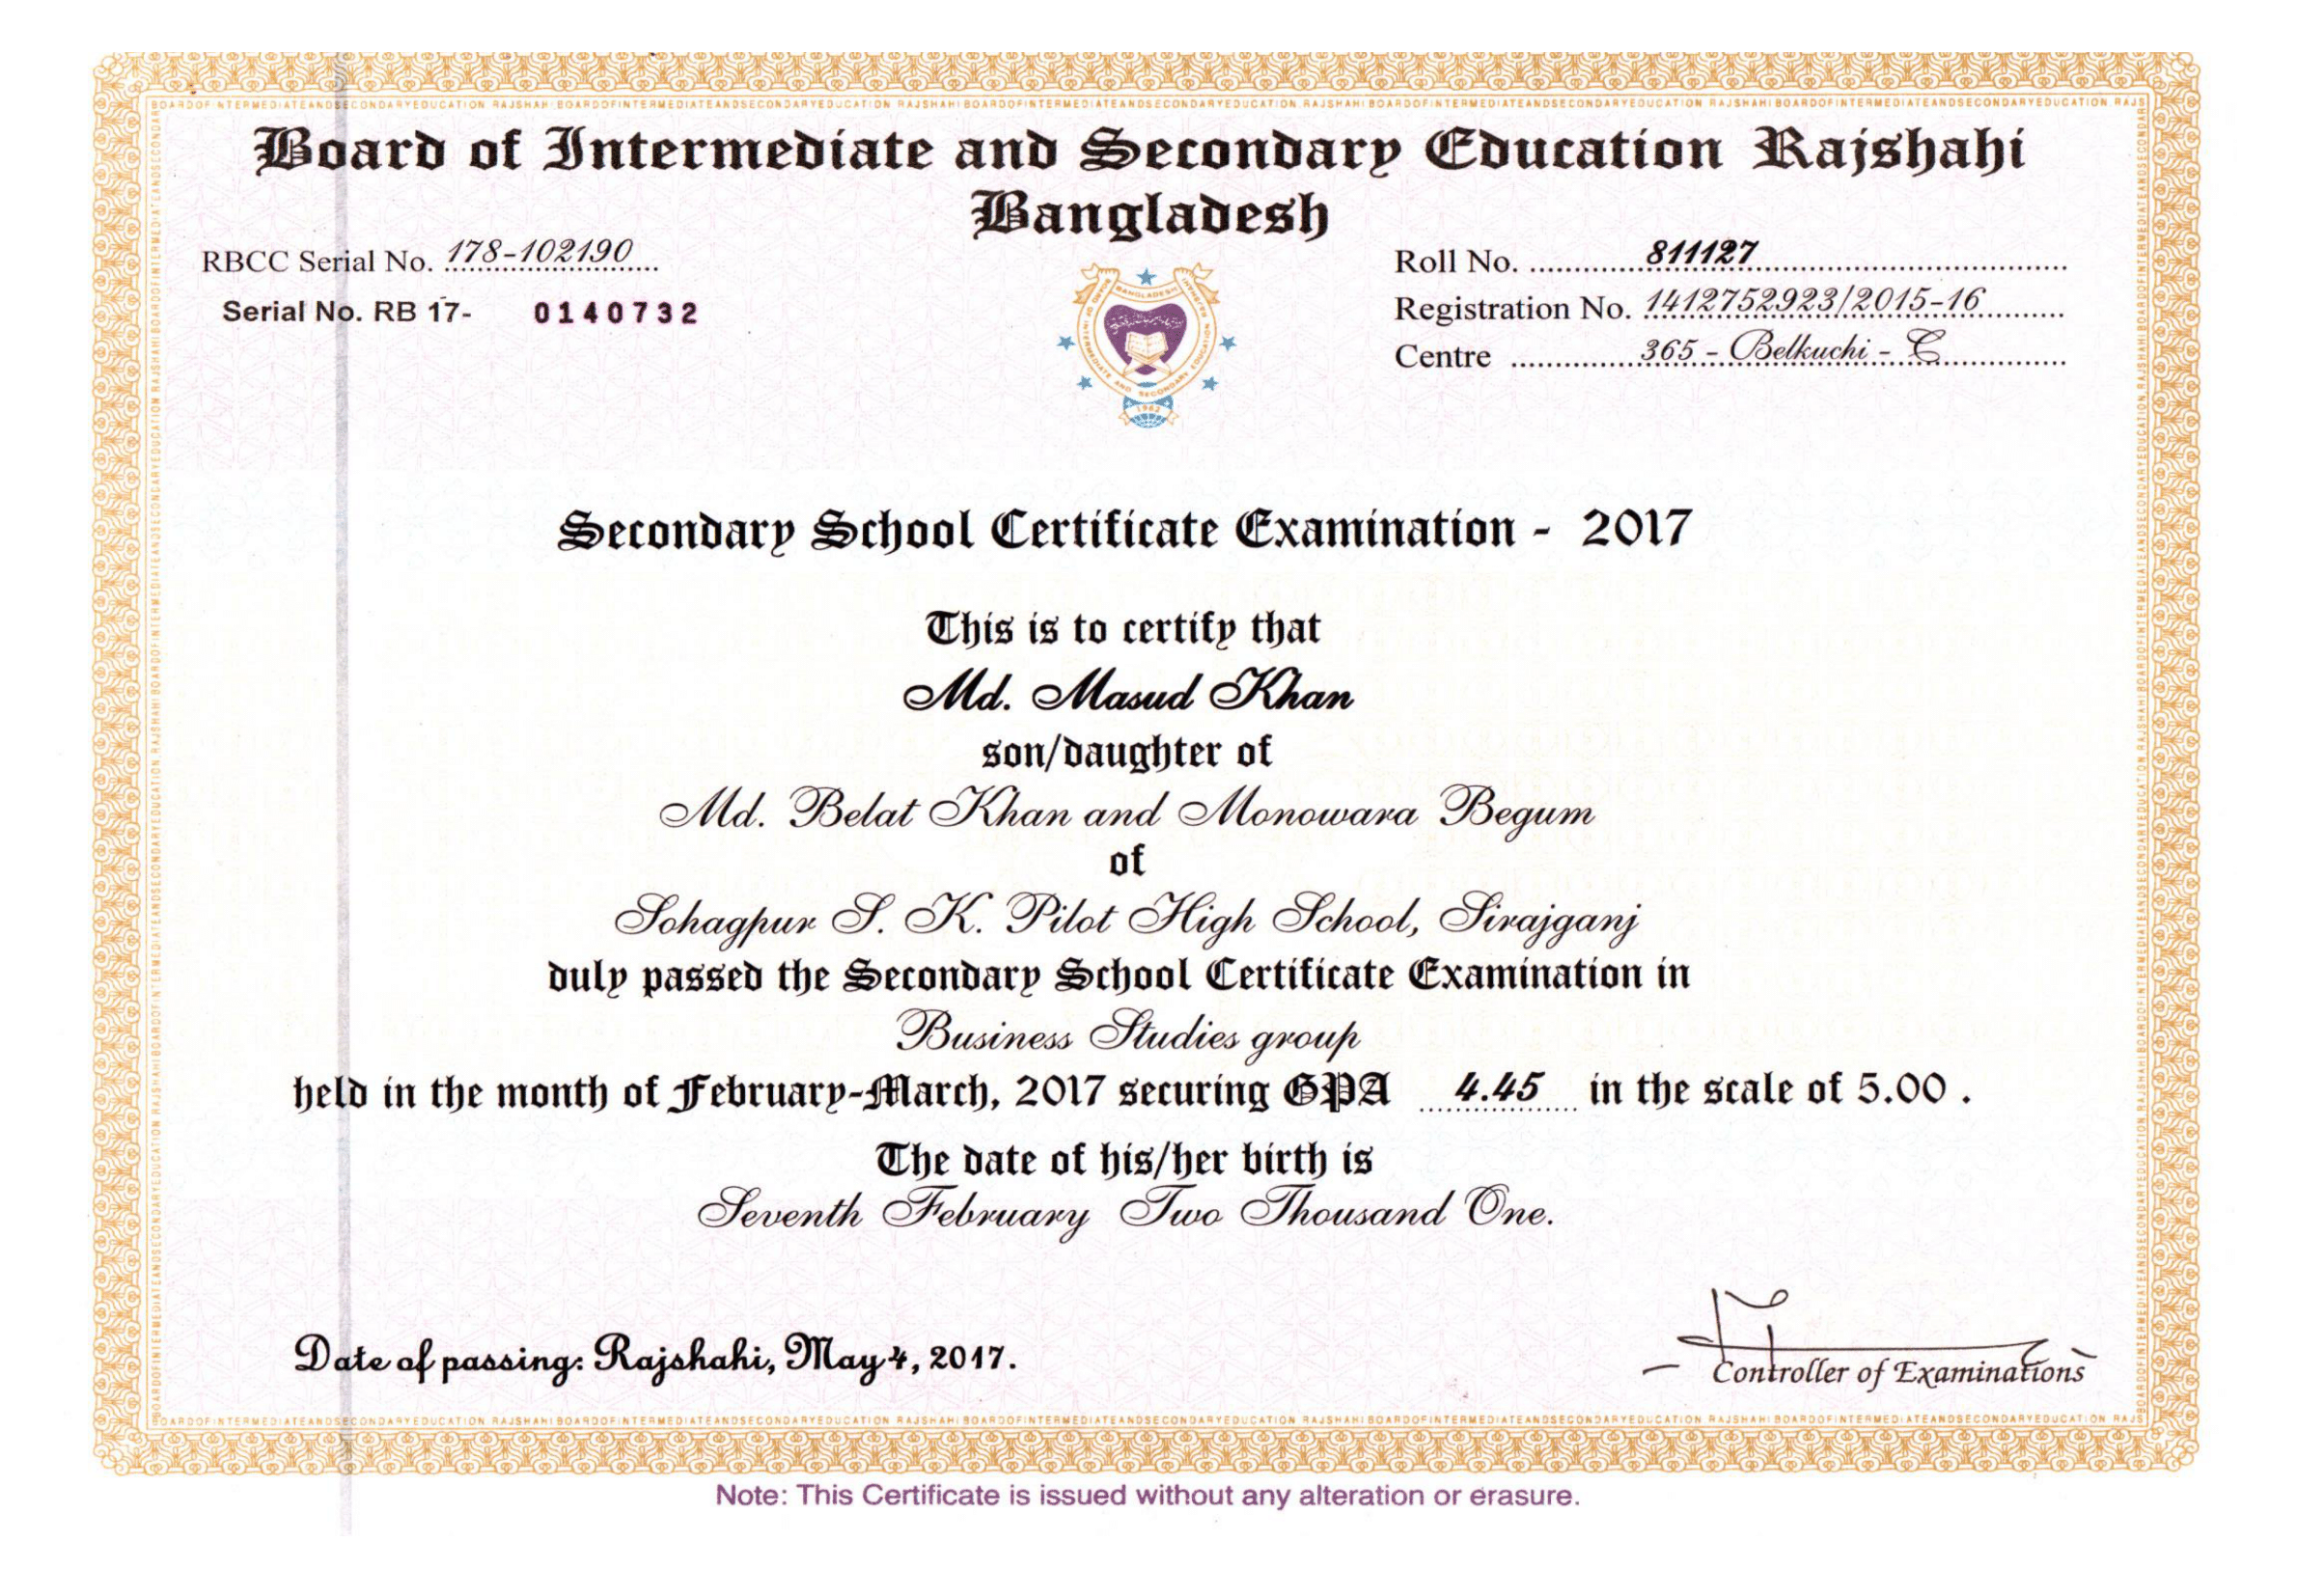 Board of Intermediate and Secondary Education Rajshahi
Bangladesh
RBCC Serial No. 178-102190
Serial No. RB 17- 0140732
Roll No. 811127
Registration No. 1412752923/2015-16
Centre 365 - Belkuchi - C
BOARD OF INTERMEDIATE AND SECONDARY EDUCATION RAJSHAHI
BANGLADESH
1962
Secondary School Certificate Examination - 2017
This is to certify that
Md. Masud Khan
son/daughter of
Md. Belat Khan and Monowara Begum
of
Sohagpur S. K. Pilot High School, Sirajganj
duly passed the Secondary School Certificate Examination in
Business Studies group
held in the month of February-March, 2017 securing GPA 4.45 in the scale of 5.00 .
The date of his/her birth is
Seventh February Two Thousand One.
Date of passing: Rajshahi, May 4, 2017.
Controller of Examinations
Note: This Certificate is issued without any alteration or erasure.